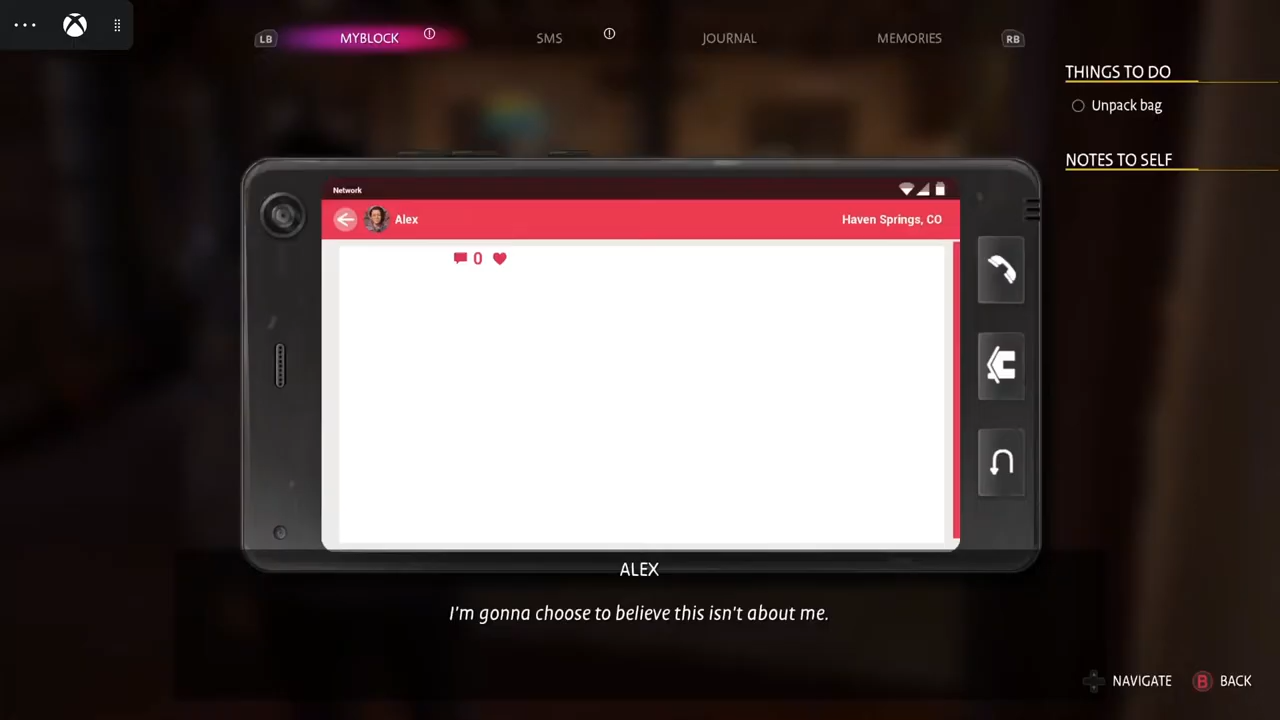 LB
MYBLOCK
SMS
JOURNAL
MEMORIES
RB
THINGS TO DO
Unpack bag
NOTES TO SELF
Network
Alex
Haven Springs, CO
0
ALEX
I'm gonna choose to believe this isn't about me.
NAVIGATE
B BACK